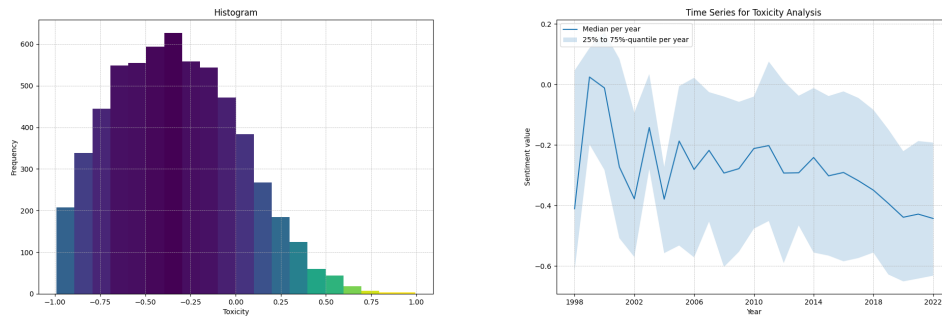 Histogram
Frequency
600
500
400
300
200
100
0
−1.00 −0.75 −0.50 −0.25 0.00 0.25 0.50 0.75 1.00
Toxicity
Time Series for Toxicity Analysis
Median per year
25% to 75%-quantile per year
Sentiment value
0.2
0.0
−0.2
−0.4
−0.6
1998 2002 2006 2010 2014 2018 2022
Year